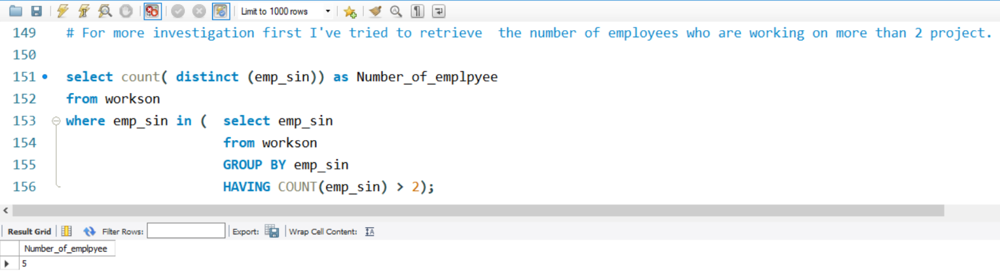 Limit to 1000 rows
149 # For more investigation first I've tried to retrieve  the number of employees who are working on more than 2 project.
150
151 select count( distinct (emp_sin)) as Number_of_emplpyee
152 from workson
153 where emp_sin in (  select emp_sin
154 from workson
155 GROUP BY emp_sin
156 HAVING COUNT(emp_sin) > 2);
Result Grid Filter Rows: Export: Wrap Cell Content: IA
Number_of_emplpyee
5